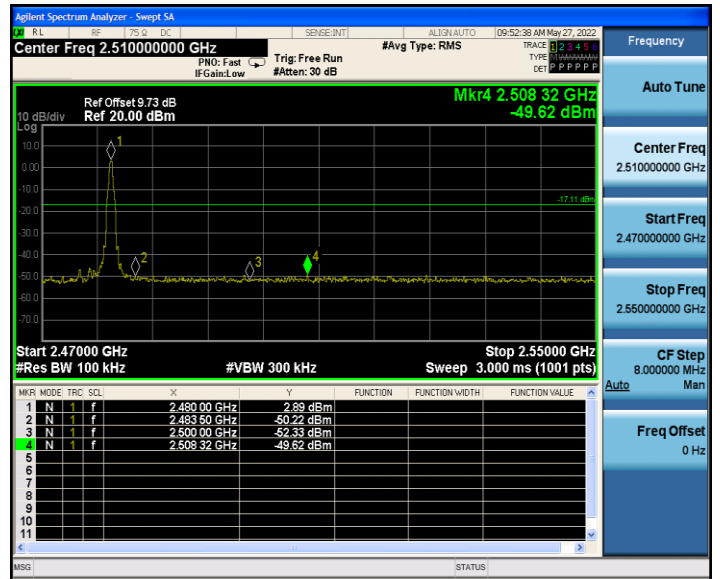 Agilent Spectrum Analyzer - Swept SA
RL RF 75 Ω DC SENSE:INT ALIGN AUTO 09:52:38 AM May 27, 2022
Center Freq 2.510000000 GHz #Avg Type: RMS TRACE 1 2 3 4 5 6
PNO: Fast Trig: Free Run TYPE M
IFGain:Low #Atten: 30 dB DET P P P P P P
Mkr4 2.508 32 GHz
-49.62 dBm
Ref Offset 9.73 dB
10 dB/div Ref 20.00 dBm
Log
10.0
0.00
-10.0
-20.0
-30.0
-40.0
-50.0
-60.0
-70.0
1
2
3
4
-17.11 dBm
Start 2.47000 GHz Stop 2.55000 GHz
#Res BW 100 kHz #VBW 300 kHz Sweep 3.000 ms (1001 pts)
MKR MODE TRC SCL X Y FUNCTION FUNCTION WIDTH FUNCTION VALUE
1 N 1 f 2.480 00 GHz 2.89 dBm
2 N 1 f 2.483 50 GHz -50.22 dBm
3 N 1 f 2.500 00 GHz -52.33 dBm
4 N 1 f 2.508 32 GHz -49.62 dBm
5
6
7
8
9
10
11
MSG STATUS
Frequency
Auto Tune
Center Freq
2.510000000 GHz
Start Freq
2.470000000 GHz
Stop Freq
2.550000000 GHz
CF Step
8.000000 MHz
Auto Man
Freq Offset
0 Hz